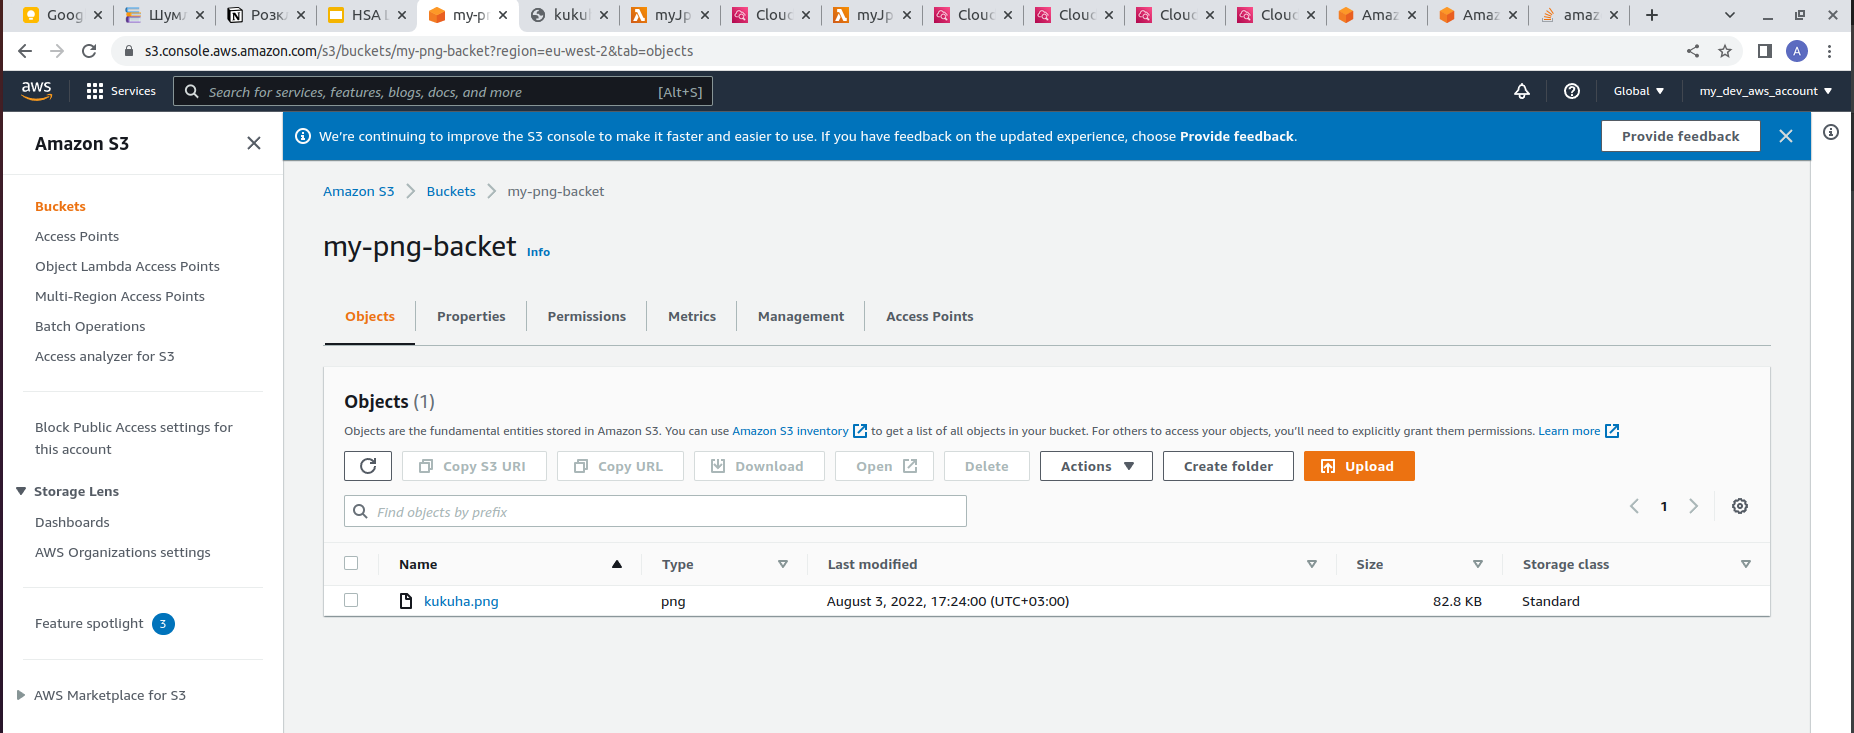 Goog
Шумл
Розкл
HSA L
my-pr
kukul
myJp
Cloud
myJp
Cloud
Cloud
Cloud
Cloud
Amaz
Amaz
amaz
s3.console.aws.amazon.com/s3/buckets/my-png-backet?region=eu-west-2&tab=objects
A
aws
Services
Search for services, features, blogs, docs, and more
[Alt+S]
Global
my_dev_aws_account
Amazon S3
We're continuing to improve the S3 console to make it faster and easier to use. If you have feedback on the updated experience, choose Provide feedback.
Provide feedback
Buckets
Access Points
Object Lambda Access Points
Multi-Region Access Points
Batch Operations
Access analyzer for S3
Block Public Access settings for
this account
Storage Lens
Dashboards
AWS Organizations settings
Feature spotlight 3
AWS Marketplace for S3
Amazon S3 > Buckets > my-png-backet
my-png-backet Info
Objects
Properties
Permissions
Metrics
Management
Access Points
Objects (1)
Objects are the fundamental entities stored in Amazon S3. You can use Amazon S3 inventory to get a list of all objects in your bucket. For others to access your objects, you'll need to explicitly grant them permissions. Learn more
Copy S3 URI
Copy URL
Download
Open
Delete
Actions
Create folder
Upload
Find objects by prefix
1
Name
Type
Last modified
Size
Storage class
kukuha.png
png
August 3, 2022, 17:24:00 (UTC+03:00)
82.8 KB
Standard